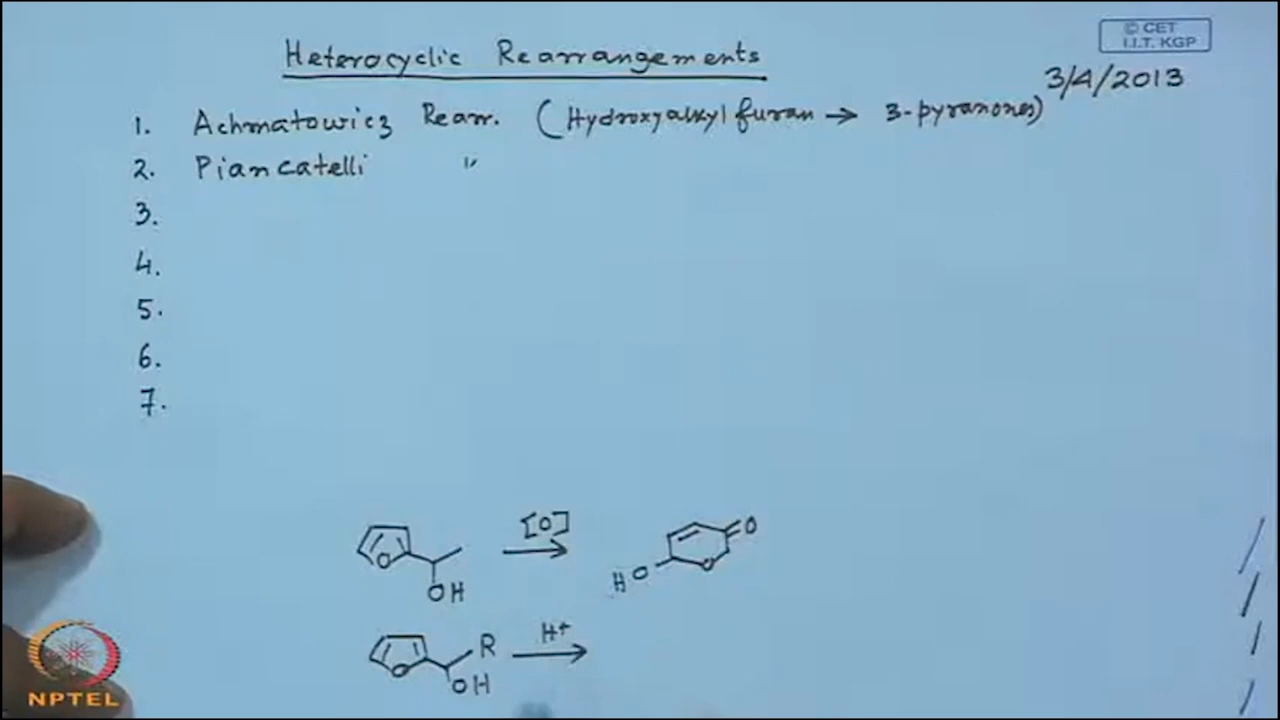 © CET
I.I.T. KGP
Heterocyclic Rearrangements
3/4/2013
1. Achmatowicz Rearr. (Hydroxyalkyl furan → 3-pyranones)
2. Piancatelli "
3.
4.
5.
6.
7.
[O]
O
O
OH
HO
O
H+
R
O
OH
NPTEL